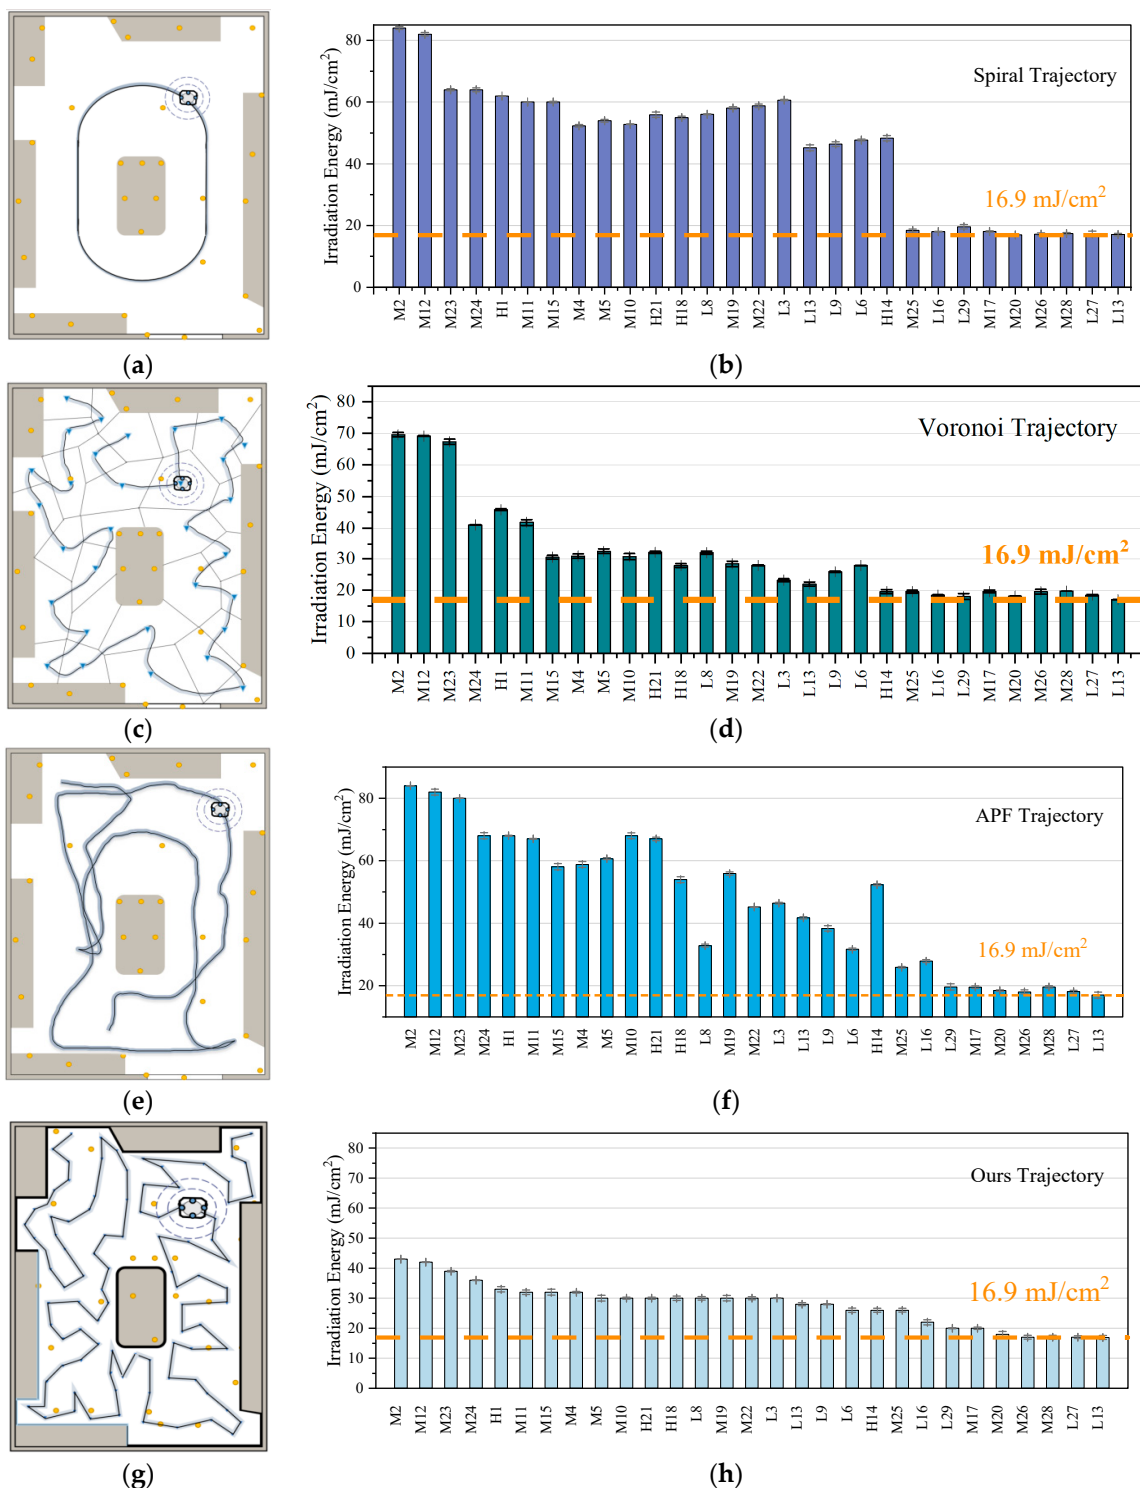 Irradiation Energy (mJ/cm²)
80
60
40
20
0
Spiral Trajectory
16.9 mJ/cm²
M2 M12 M23 M24 H1 M11 M15 M4 M5 M10 H21 H18 L8 M19 M22 L3 L13 L9 L6 H14 M25 L16 L29 M17 M20 M26 M28 L27 L13
(a)
(b)
Irradiation Energy (mJ/cm²)
80
70
60
50
40
30
20
10
0
Voronoi Trajectory
16.9 mJ/cm²
M2 M12 M23 M24 H1 M11 M15 M4 M5 M10 H21 H18 L8 M19 M22 L3 L13 L9 L6 H14 M25 L16 L29 M17 M20 M26 M28 L27 L13
(c)
(d)
Irradiation Energy (mJ/cm²)
80
60
40
20
APF Trajectory
16.9 mJ/cm²
M2 M12 M23 M24 H1 M11 M15 M4 M5 M10 H21 H18 L8 M19 M22 L3 L13 L9 L6 H14 M25 L16 L29 M17 M20 M26 M28 L27 L13
(e)
(f)
Irradiation Energy (mJ/cm²)
80
70
60
50
40
30
20
10
0
Ours Trajectory
16.9 mJ/cm²
M2 M12 M23 M24 H1 M11 M15 M4 M5 M10 H21 H18 L8 M19 M22 L3 L13 L9 L6 H14 M25 L16 L29 M17 M20 M26 M28 L27 L13
(g)
(h)